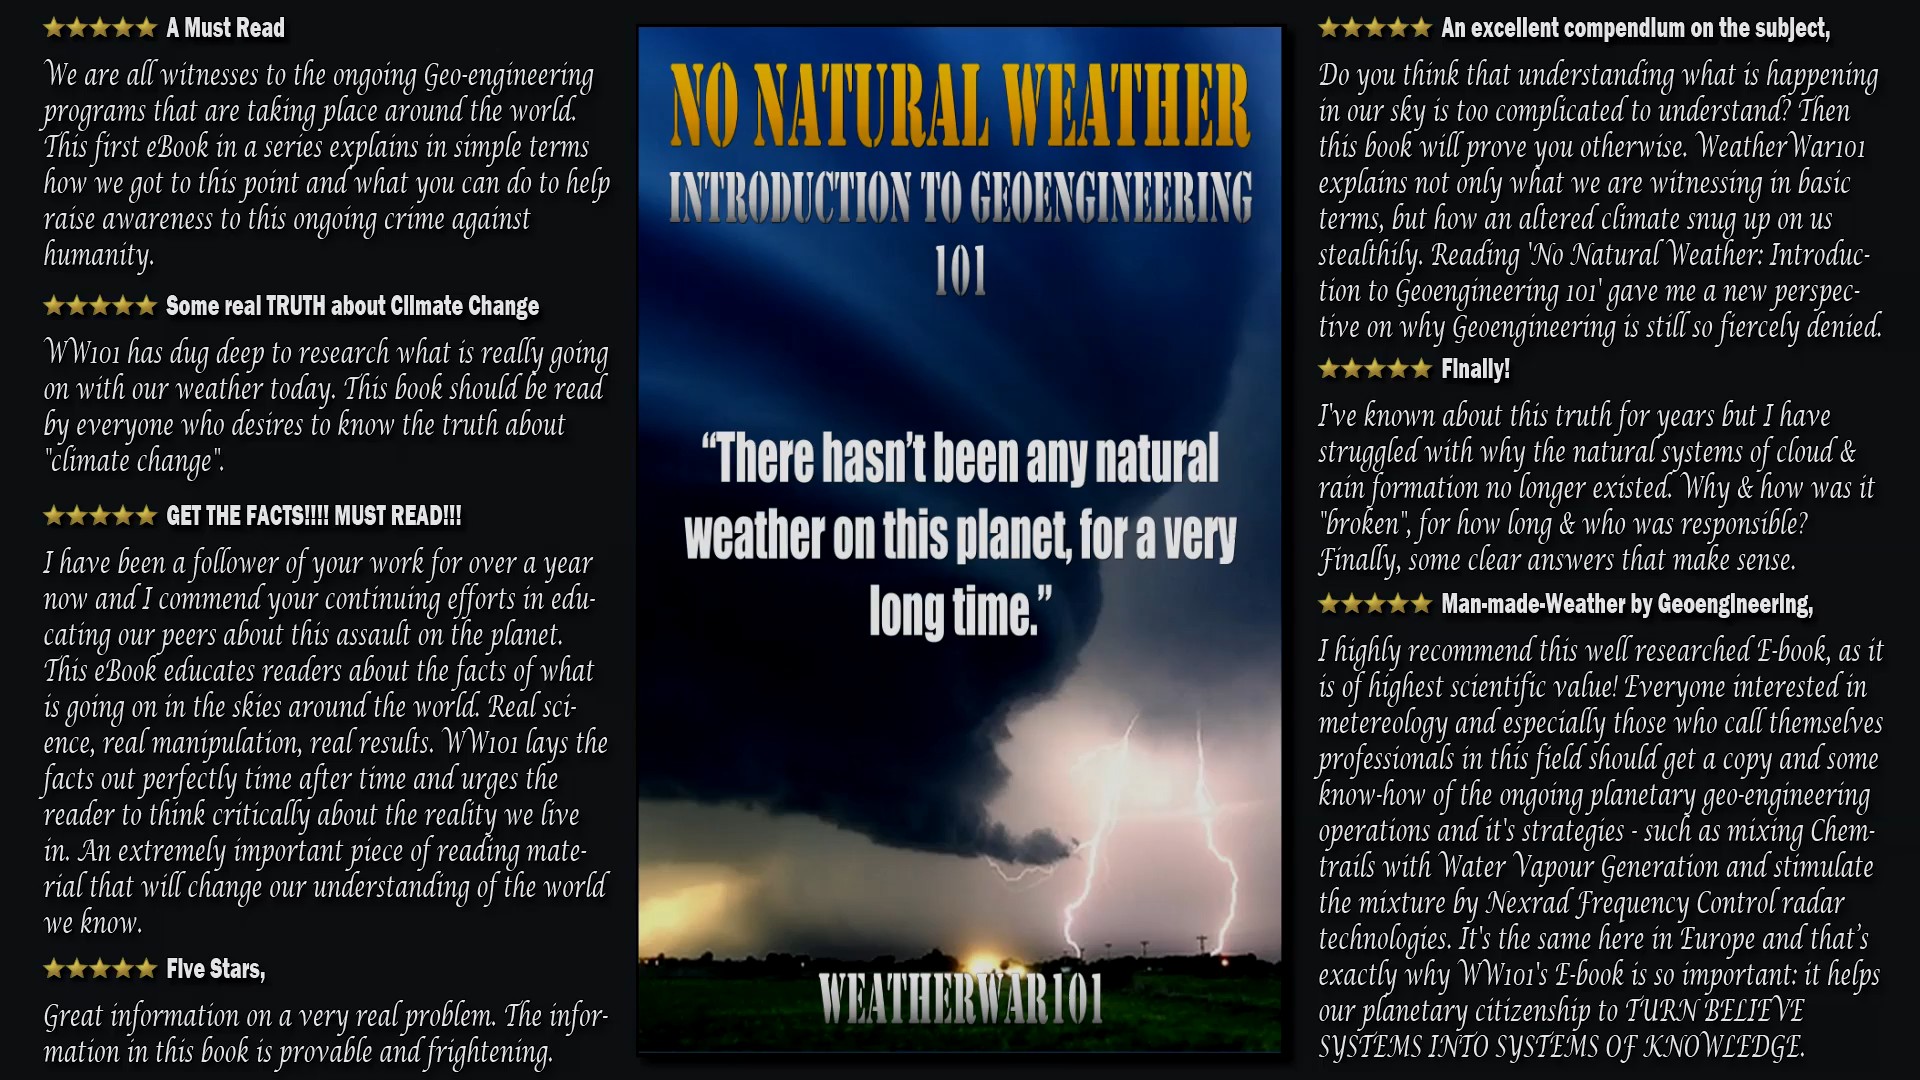 A Must Read
We are all witnesses to the ongoing Geo-engineering
programs that are taking place around the world.
This first eBook in a series explains in simple terms
how we got to this point and what you can do to help
raise awareness to this ongoing crime against
humanity.
Some real TRUTH about Climate Change
WW101 has dug deep to research what is really going
on with our weather today. This book should be read
by everyone who desires to know the truth about
"climate change".
GET THE FACTS!!!! MUST READ!!!
I have been a follower of your work for over a year
now and I commend your continuing efforts in edu-
cating our peers about this assault on the planet.
This eBook educates readers about the facts of what
is going on in the skies around the world. Real sci-
ence, real manipulation, real results. WW101 lays the
facts out perfectly time after time and urges the
reader to think critically about the reality we live
in. An extremely important piece of reading mate-
rial that will change our understanding of the world
we know.
Five Stars,
Great information on a very real problem. The infor-
mation in this book is provable and frightening.
NO NATURAL WEATHER
INTRODUCTION TO GEOENGINEERING
101
“There hasn’t been any natural
weather on this planet, for a very
long time.”
WEATHERWAR101
An excellent compendium on the subject,
Do you think that understanding what is happening
in our sky is too complicated to understand? Then
this book will prove you otherwise. WeatherWar101
explains not only what we are witnessing in basic
terms, but how an altered climate snug up on us
stealthily. Reading 'No Natural Weather: Introduc-
tion to Geoengineering 101' gave me a new perspec-
tive on why Geoengineering is still so fiercely denied.
Finally!
I've known about this truth for years but I have
struggled with why the natural systems of cloud &
rain formation no longer existed. Why & how was it
"broken", for how long & who was responsible?
Finally, some clear answers that make sense.
Man-made-Weather by Geoengineering,
I highly recommend this well researched E-book, as it
is of highest scientific value! Everyone interested in
metereology and especially those who call themselves
professionals in this field should get a copy and some
know-how of the ongoing planetary geo-engineering
operations and it's strategies - such as mixing Chem-
trails with Water Vapour Generation and stimulate
the mixture by Nexrad Frequency Control radar
technologies. It's the same here in Europe and that’s
exactly why WW101's E-book is so important: it helps
our planetary citizenship to TURN BELIEVE
SYSTEMS INTO SYSTEMS OF KNOWLEDGE.